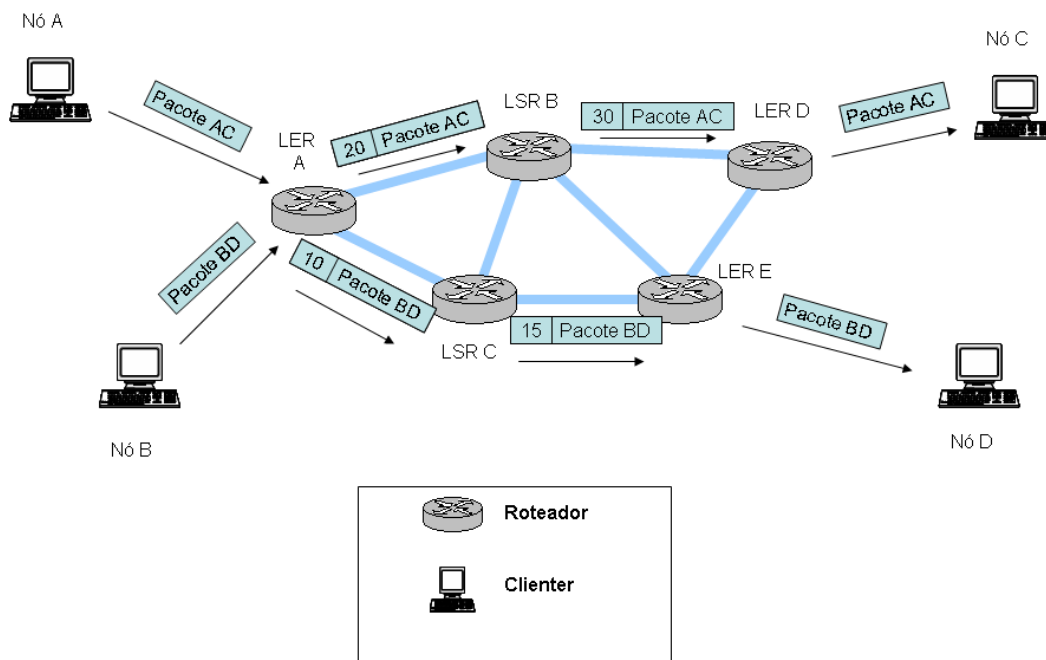 Nó A
Nó C
Pacote AC
LER
A
20 Pacote AC
LSR B
30 Pacote AC
LER D
Pacote AC
Pacote BD
10 Pacote BD
LSR C
15 Pacote BD
LER E
Pacote BD
Nó B
Nó D
Roteador
Clienter